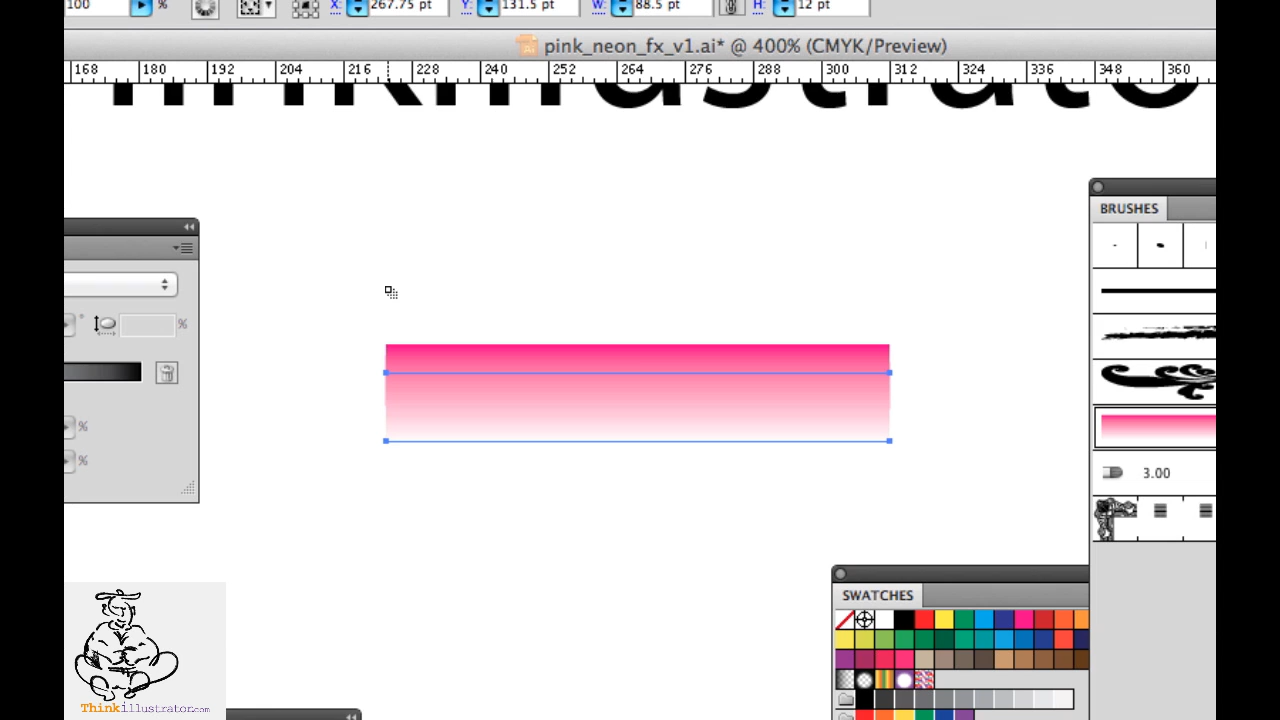 100 % X: 267.75 pt Y: 131.5 pt W: 88.5 pt H: 12 pt
pink_neon_fx_v1.ai* @ 400% (CMYK/Preview)
168 180 192 204 216 228 240 252 264 276 288 300 312 324 336 348 360
BRUSHES
° %
%
%
3.00
SWATCHES
Thinkillustrator.com